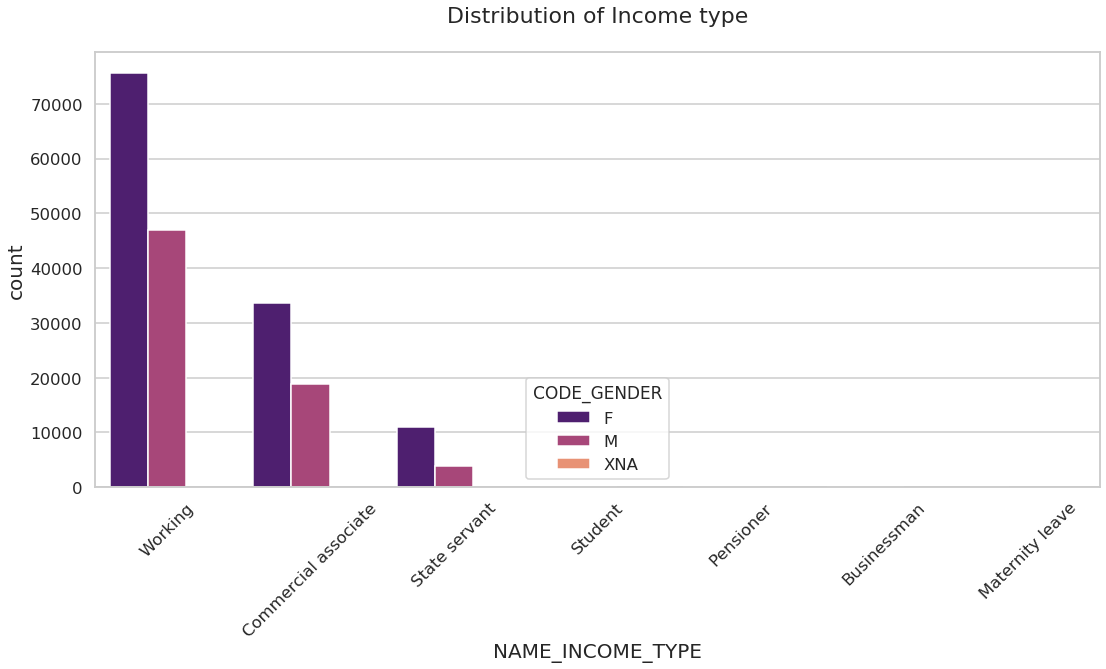 Distribution of Income type
count
70000
60000
50000
40000
30000
20000
10000
0
CODE_GENDER
F
M
XNA
Working
Commercial associate
State servant
Student
Pensioner
Businessman
Maternity leave
NAME_INCOME_TYPE